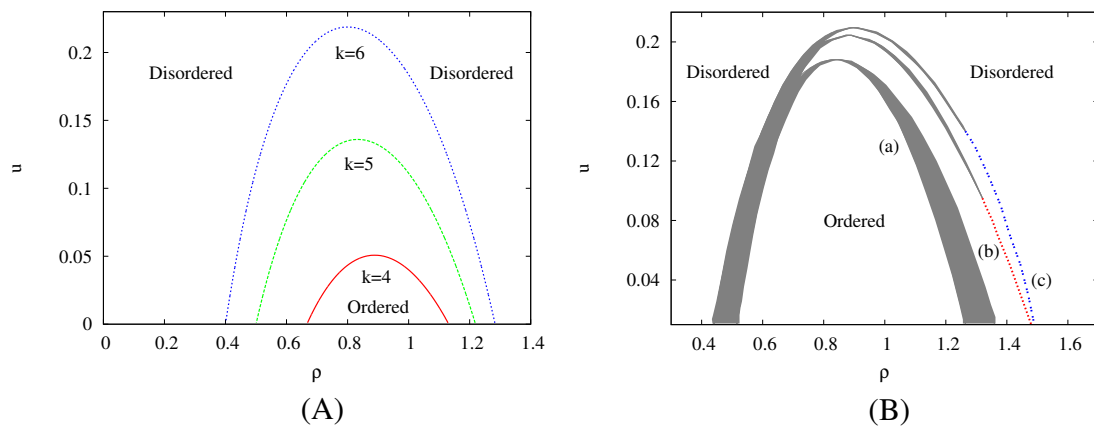 0.2
0.15
0.1
0.05
0
u
Disordered
Disordered
k=6
k=5
k=4
Ordered
0 0.2 0.4 0.6 0.8 1 1.2 1.4
ρ
(A)
0.2
0.16
0.12
0.08
0.04
u
Disordered
Disordered
(a)
Ordered
(b)
(c)
0.4 0.6 0.8 1 1.2 1.4 1.6
ρ
(B)